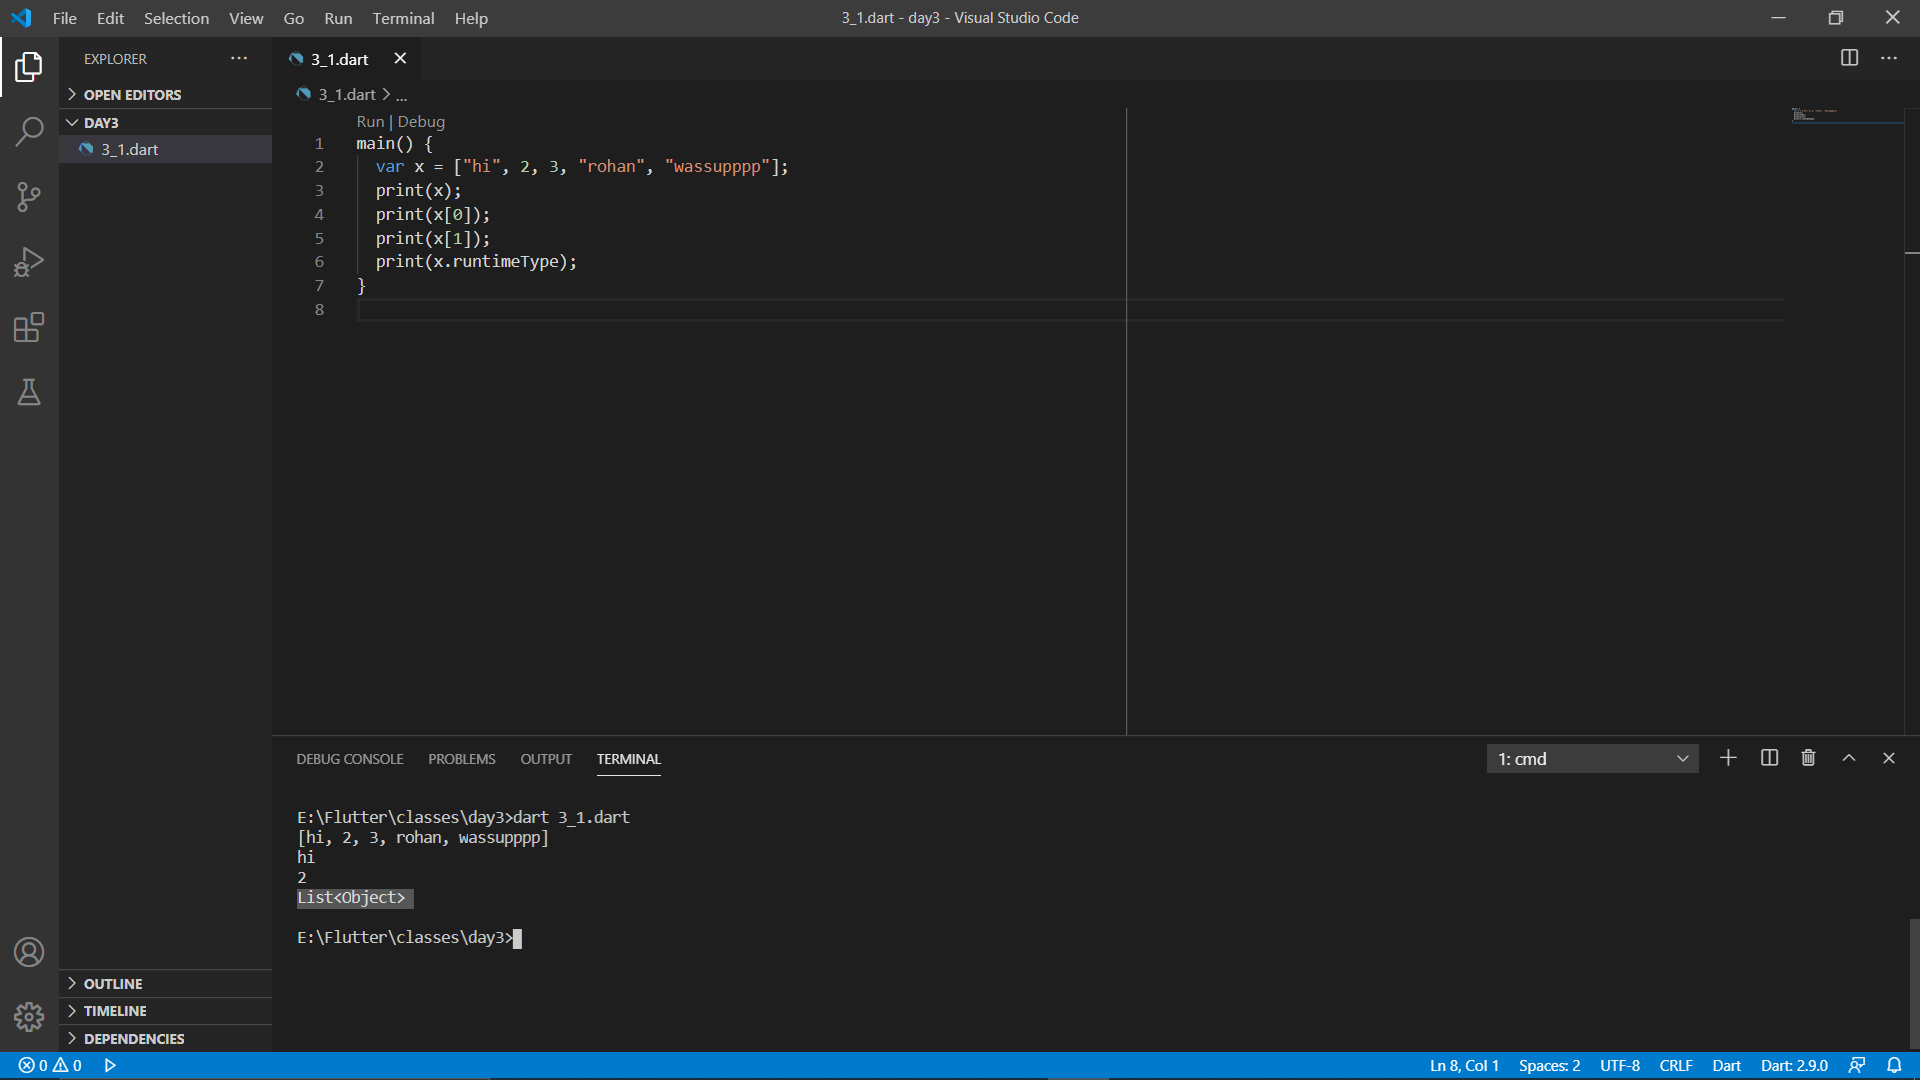 File Edit Selection View Go Run Terminal Help
3_1.dart - day3 - Visual Studio Code
EXPLORER
OPEN EDITORS
DAY3
3_1.dart
OUTLINE
TIMELINE
DEPENDENCIES
3_1.dart
3_1.dart > ...
Run | Debug
1 main() {
2 var x = ["hi", 2, 3, "rohan", "wassupppp"];
3 print(x);
4 print(x[0]);
5 print(x[1]);
6 print(x.runtimeType);
7 }
8
DEBUG CONSOLE PROBLEMS OUTPUT TERMINAL
1: cmd
E:\Flutter\classes\day3>dart 3_1.dart
[hi, 2, 3, rohan, wassupppp]
hi
2
List<Object>
E:\Flutter\classes\day3>
0 0
Ln 8, Col 1 Spaces: 2 UTF-8 CRLF Dart Dart: 2.9.0